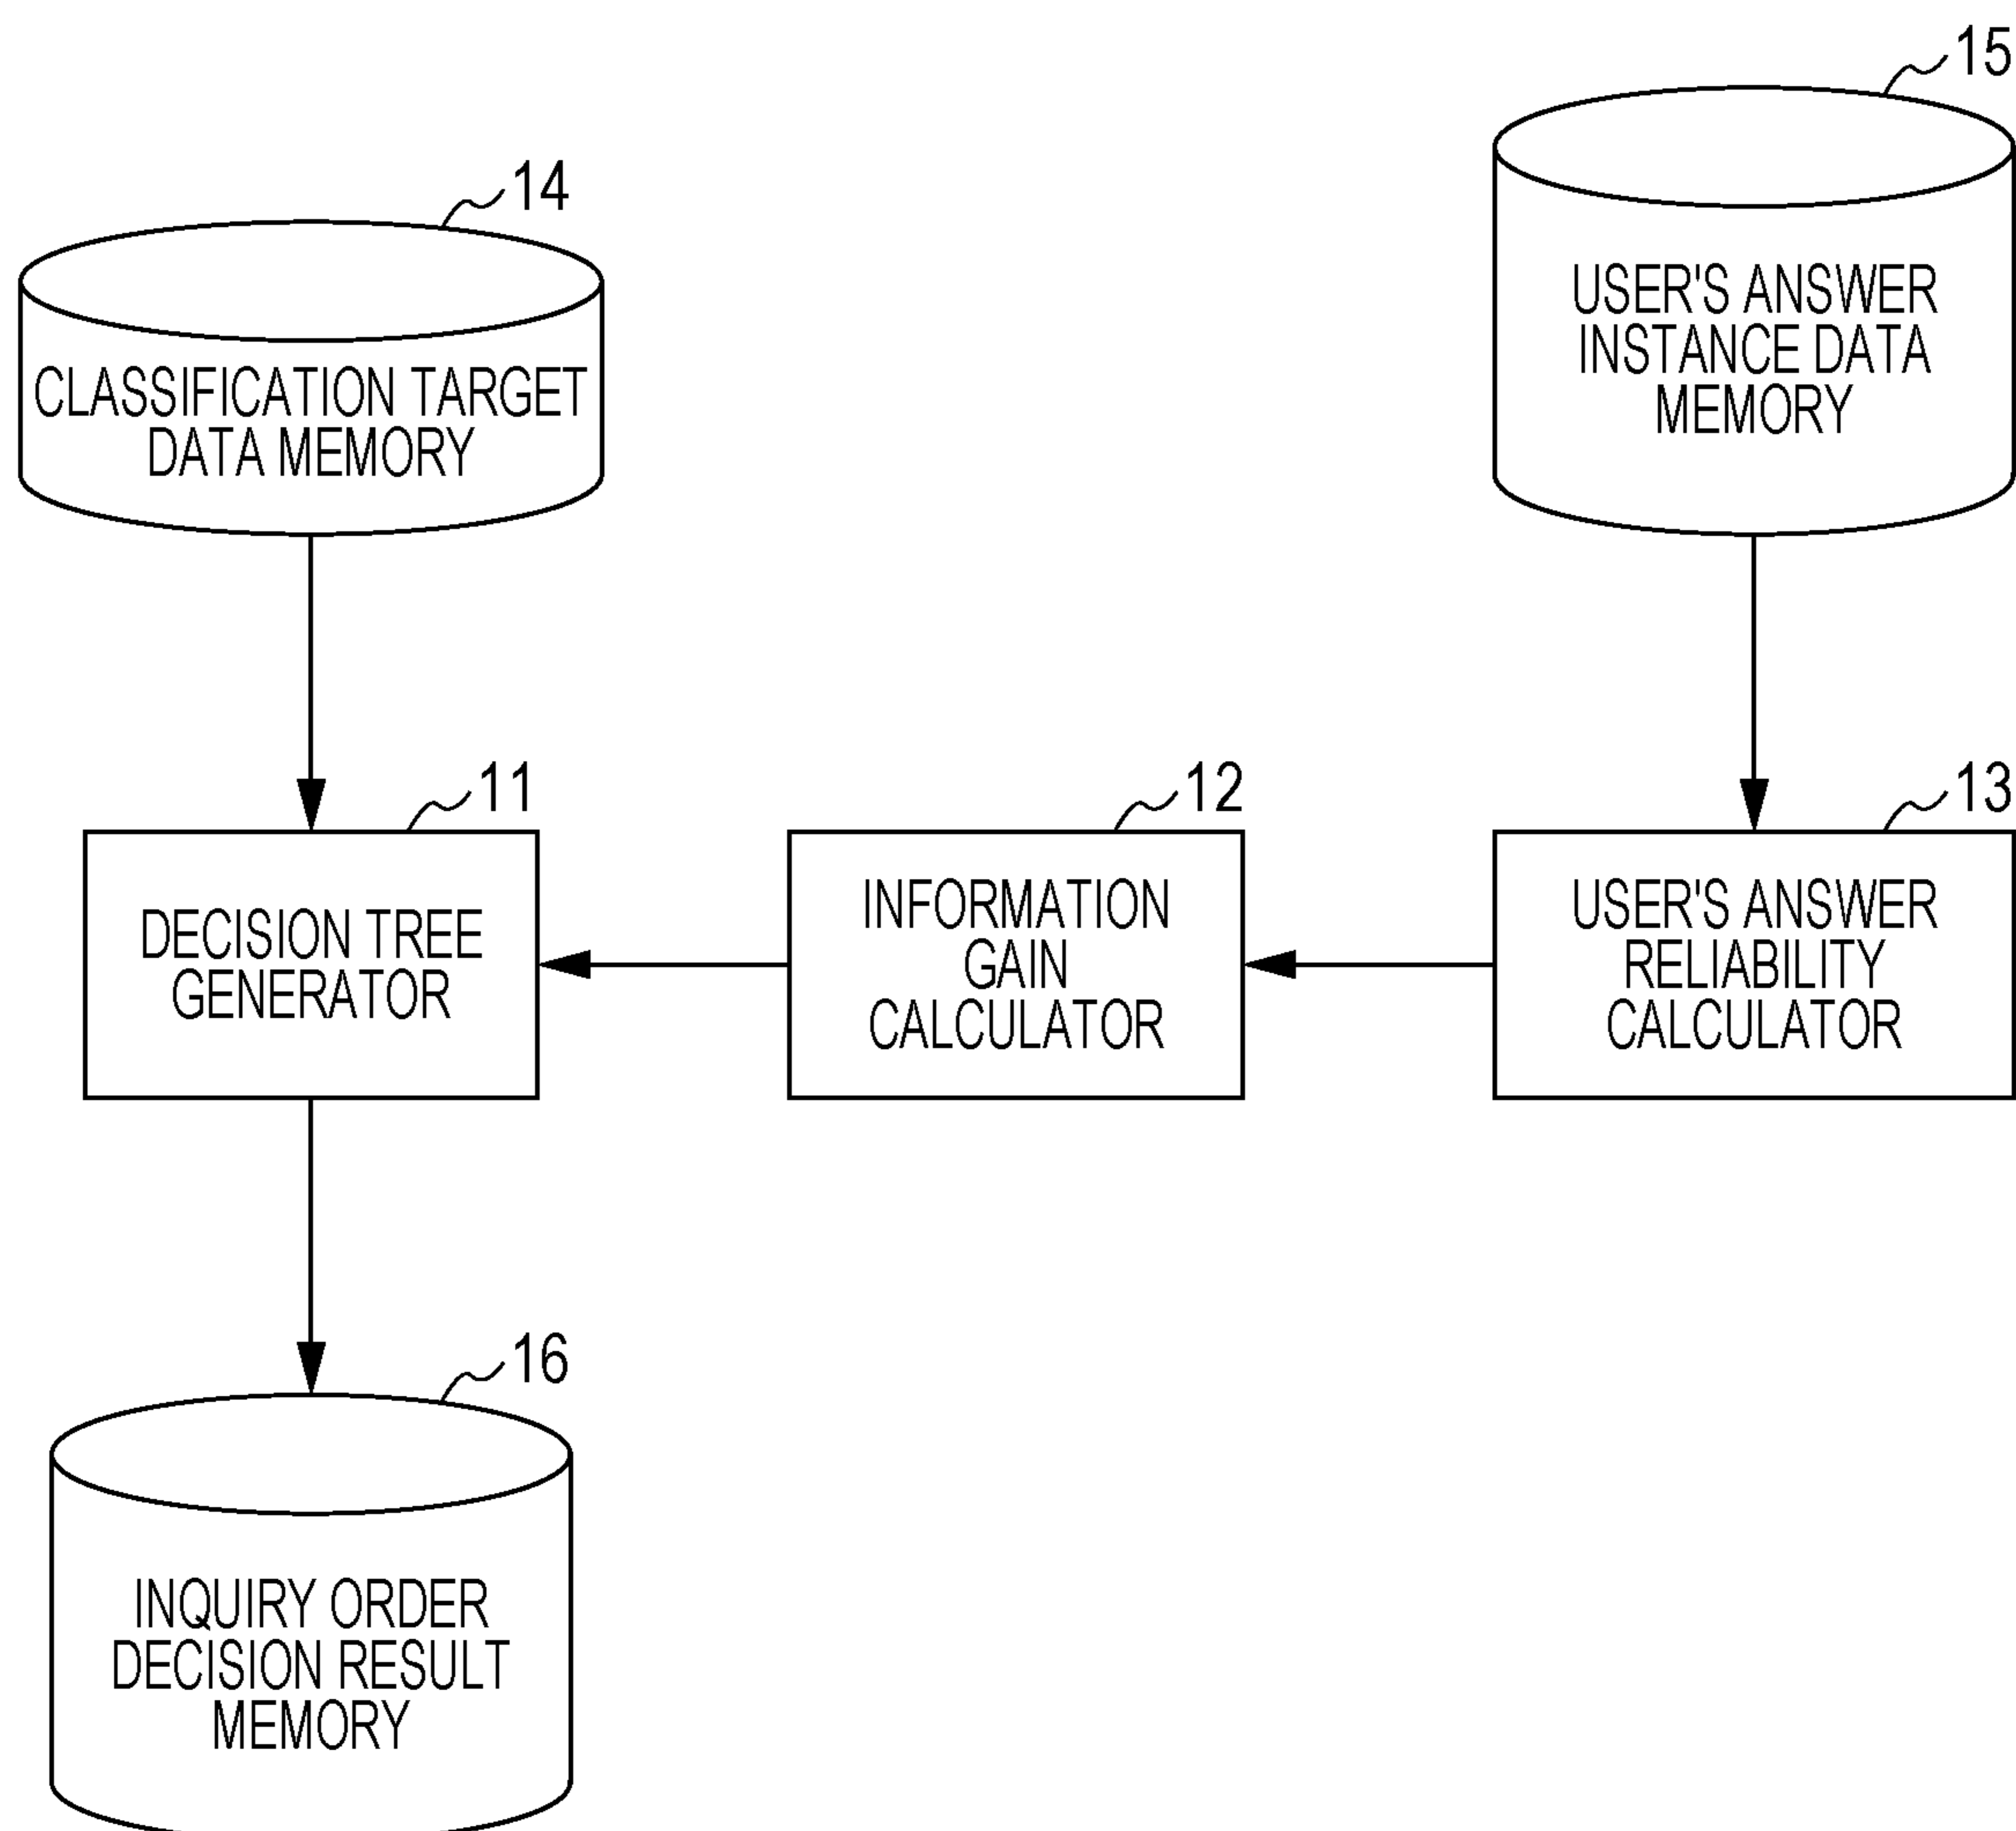 15
14
USER'S ANSWER
INSTANCE DATA
MEMORY
CLASSIFICATION TARGET
DATA MEMORY
11
12
13
DECISION TREE
GENERATOR
INFORMATION
GAIN
CALCULATOR
USER'S ANSWER
RELIABILITY
CALCULATOR
16
INQUIRY ORDER
DECISION RESULT
MEMORY